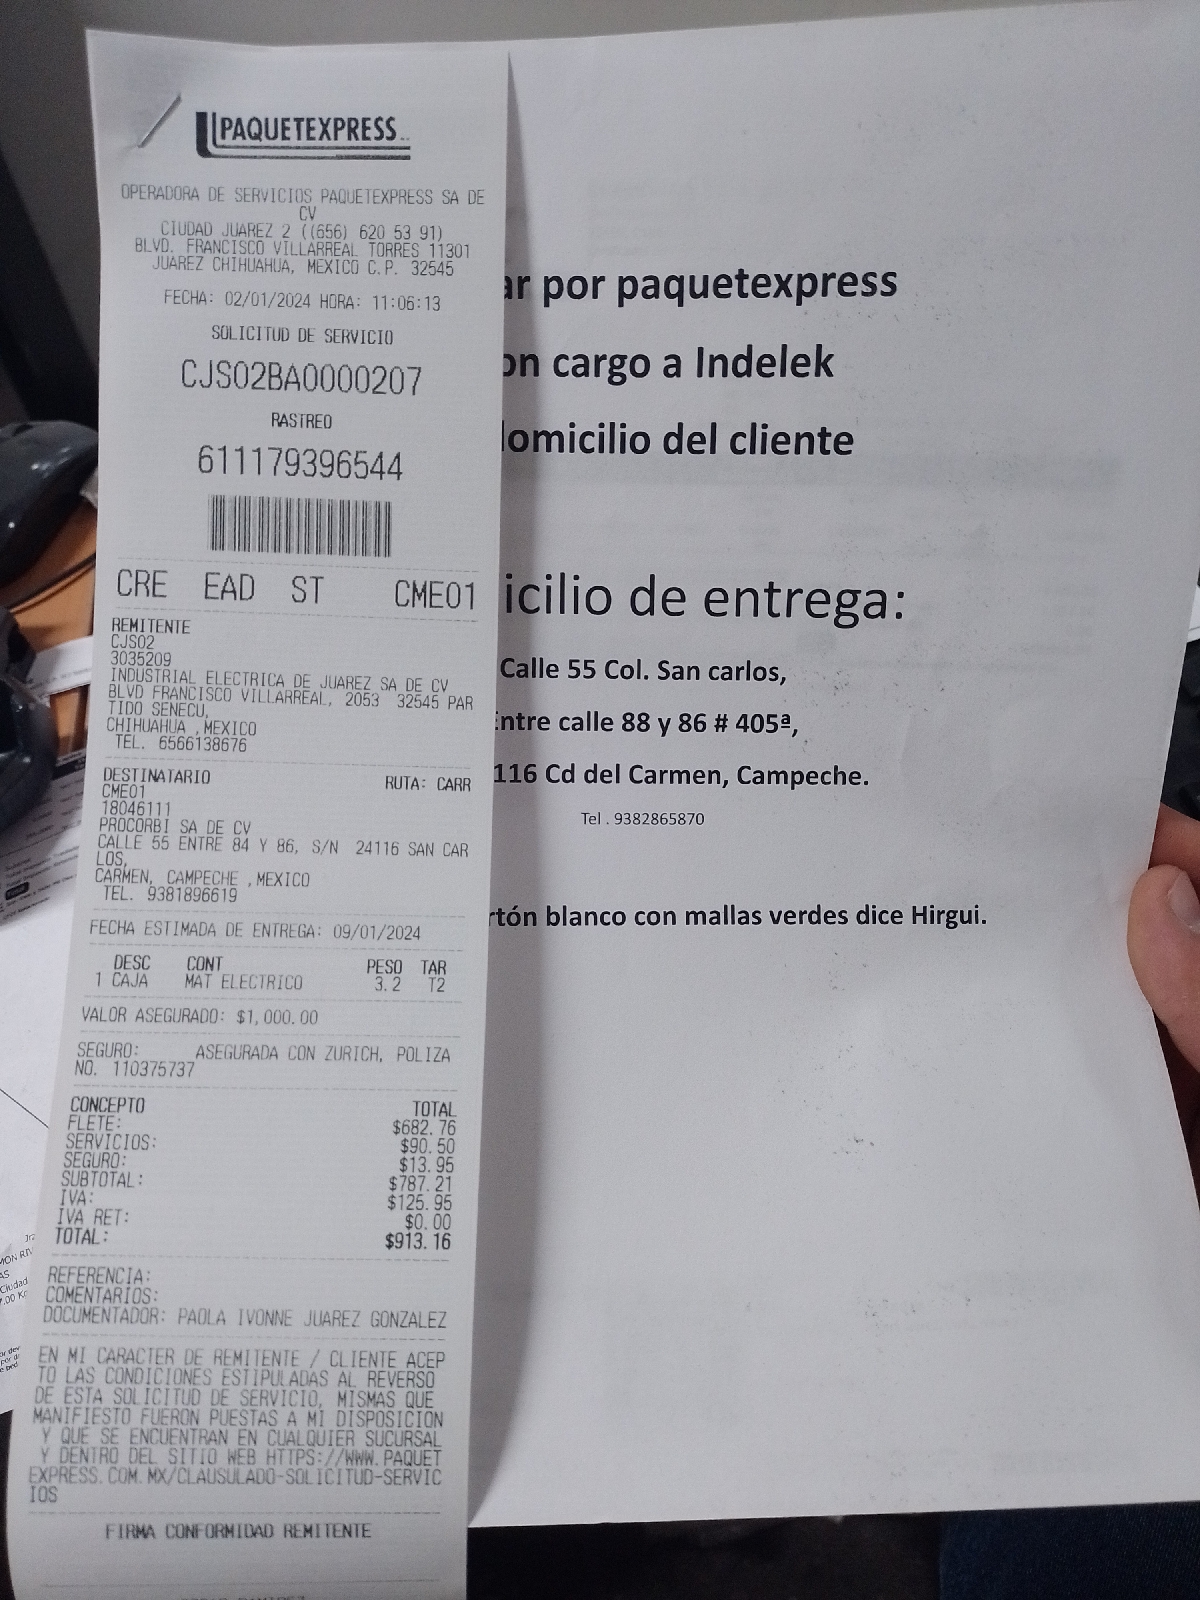 PAQUETEXPRESS
OPERADORA DE SERVICIOS PAQUETEXPRESS SA DE
CV
CIUDAD JUAREZ 2 ((656) 620 53 91)
BLVD. FRANCISCO VILLARREAL TORRES 11301
JUAREZ CHIHUAHUA, MEXICO C.P. 32545
FECHA: 02/01/2024 HORA: 11:06:13
SOLICITUD DE SERVICIO
CJS02BA0000207
RASTREO
611179396544
CRE EAD ST CME01
REMITENTE
CJS02
3035209
INDUSTRIAL ELECTRICA DE JUAREZ SA DE CV
BLVD FRANCISCO VILLARREAL, 2053 32545 PAR
TIDO SENECU,
CHIHUAHUA ,MEXICO
TEL. 6566138676
DESTINATARIO RUTA: CARR
CME01
18046111
PROCORBI SA DE CV
CALLE 55 ENTRE 84 Y 86, S/N 24116 SAN CAR
LOS,
CARMEN, CAMPECHE ,MEXICO
TEL. 9381896619
FECHA ESTIMADA DE ENTREGA: 09/01/2024
DESC CONT PESO TAR
1 CAJA MAT ELECTRICO 3.2 T2
VALOR ASEGURADO: $1,000.00
SEGURO: ASEGURADA CON ZURICH, POLIZA
NO. 110375737
CONCEPTO TOTAL
FLETE: $682.76
SERVICIOS: $90.50
SEGURO: $13.95
SUBTOTAL: $787.21
IVA: $125.95
IVA RET: $0.00
TOTAL: $913.16
REFERENCIA:
COMENTARIOS:
DOCUMENTADOR: PAOLA IVONNE JUAREZ GONZALEZ
EN MI CARACTER DE REMITENTE / CLIENTE ACEP
TO LAS CONDICIONES ESTIPULADAS AL REVERSO
DE ESTA SOLICITUD DE SERVICIO, MISMAS QUE
MANIFIESTO FUERON PUESTAS A MI DISPOSICION
Y QUE SE ENCUENTRAN EN CUALQUIER SUCURSAL
Y DENTRO DEL SITIO WEB HTTPS://WWW.PAQUET
EXPRESS.COM.MX/CLAUSULADO-SOLICITUD-SERVIC
IOS
FIRMA CONFORMIDAD REMITENTE
ar por paquetexpress
on cargo a Indelek
domicilio del cliente
icilio de entrega:
Calle 55 Col. San carlos,
Entre calle 88 y 86 # 405ª,
116 Cd del Carmen, Campeche.
Tel . 9382865870
rtón blanco con mallas verdes dice Hirgui.